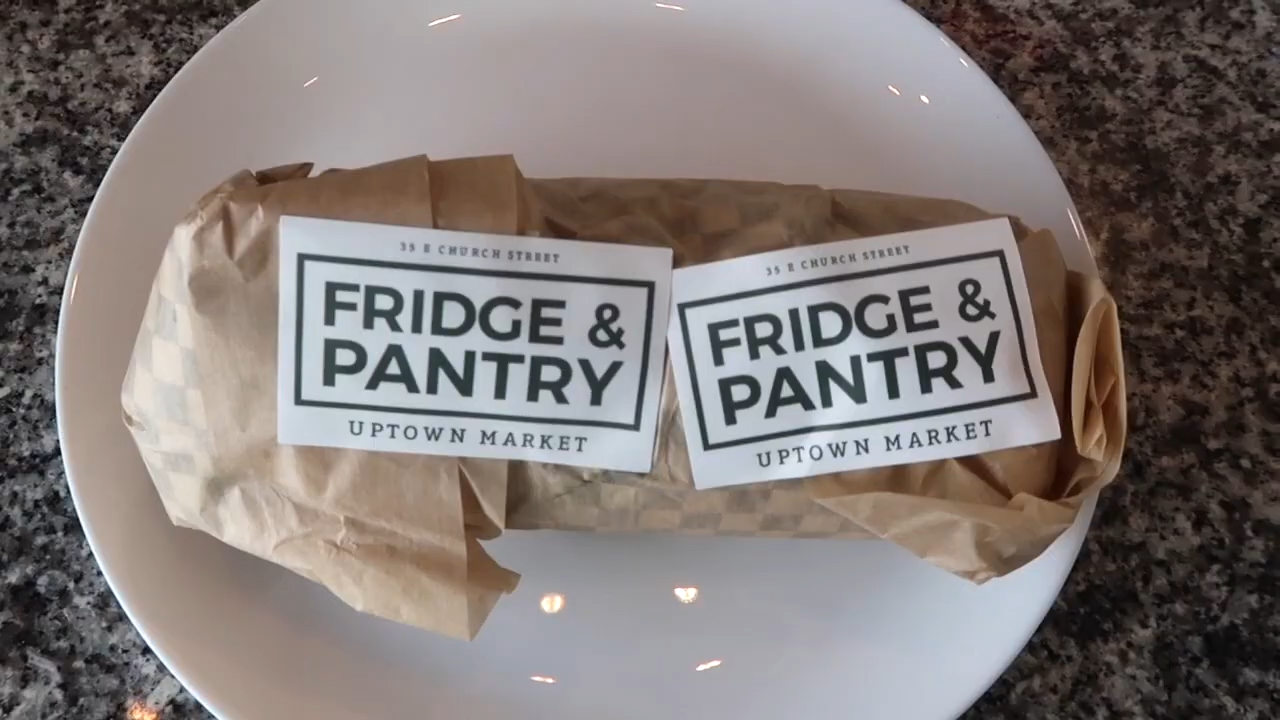 35 E CHURCH STREET
FRIDGE &
PANTRY
UPTOWN MARKET
35 E CHURCH STREET
FRIDGE &
PANTRY
UPTOWN MARKET